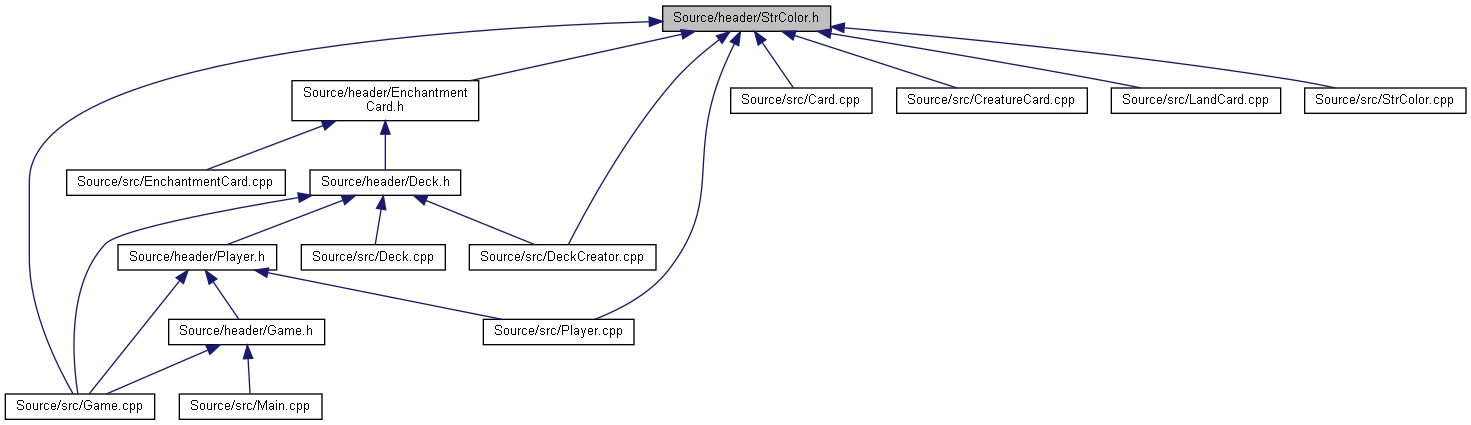 Source/header/StrColor.h
Source/header/Enchantment
Card.h
Source/src/Card.cpp
Source/src/CreatureCard.cpp
Source/src/LandCard.cpp
Source/src/StrColor.cpp
Source/src/EnchantmentCard.cpp
Source/header/Deck.h
Source/header/Player.h
Source/src/Deck.cpp
Source/src/DeckCreator.cpp
Source/header/Game.h
Source/src/Player.cpp
Source/src/Game.cpp
Source/src/Main.cpp